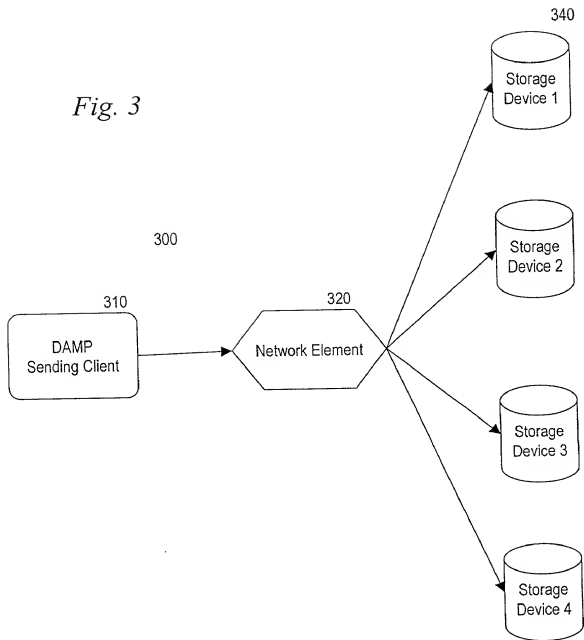 340
Storage
Device 1
Fig. 3
Storage
Device 2
300
310
320
DAMP
Sending Client
Network Element
Storage
Device 3
Storage
Device 4